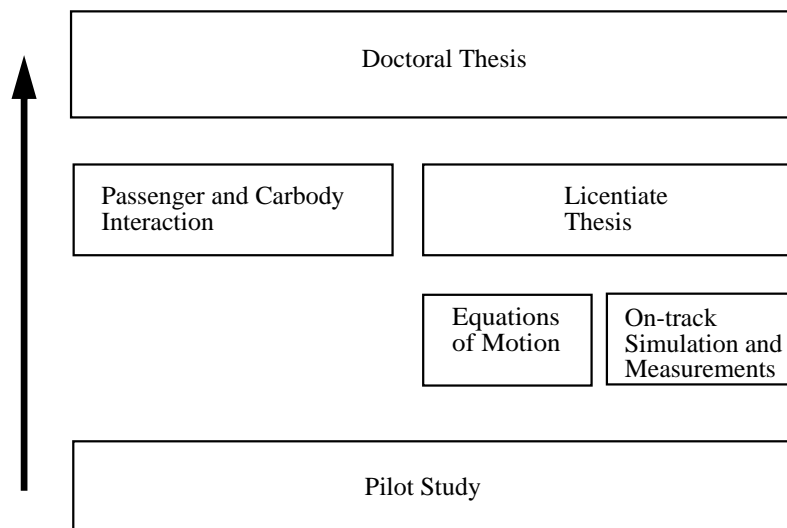 Doctoral Thesis
Passenger and Carbody
Interaction
Licentiate
Thesis
Equations
of Motion
On-track
Simulation and
Measurements
Pilot Study